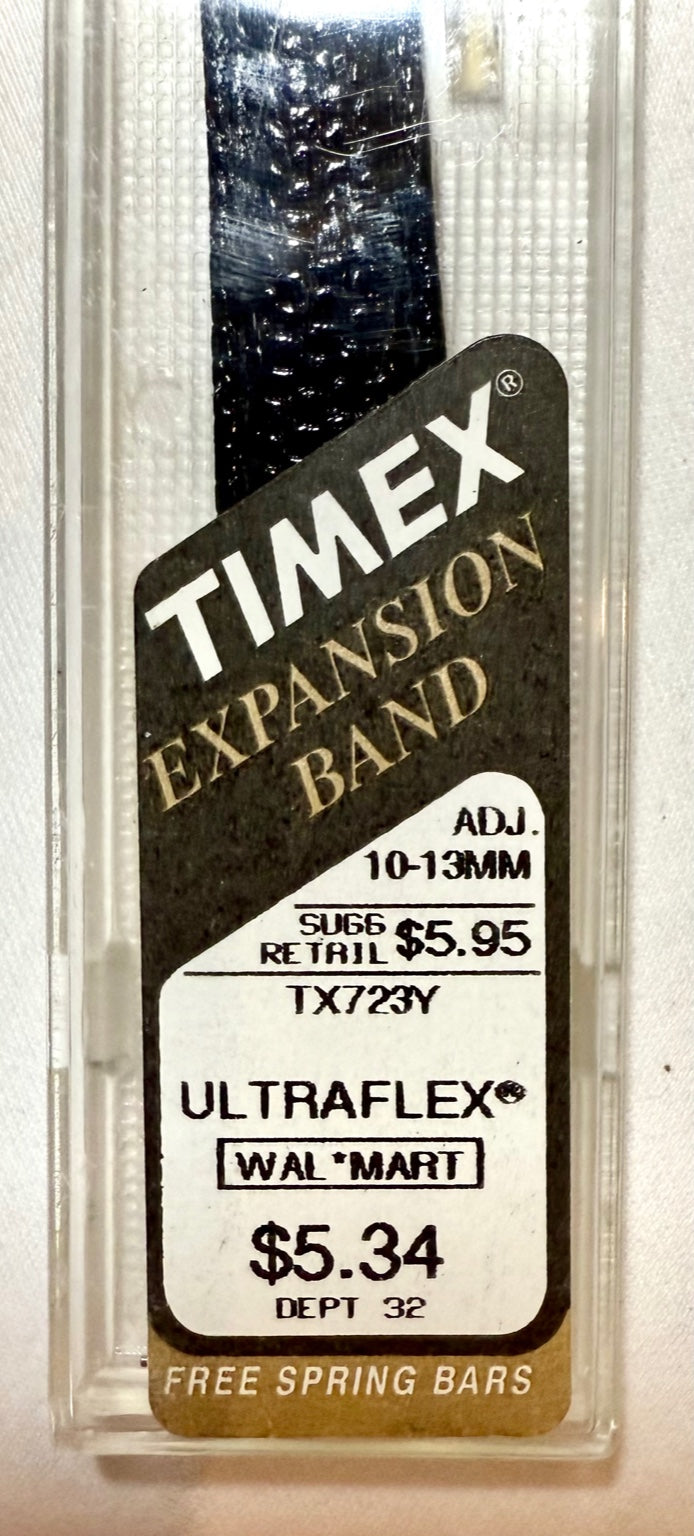 TIMEX®
EXPANSION
BAND
ADJ.
10-13MM
SUGG
RETAIL $5.95
TX723Y
ULTRAFLEX®
WAL*MART
$5.34
DEPT 32
FREE SPRING BARS